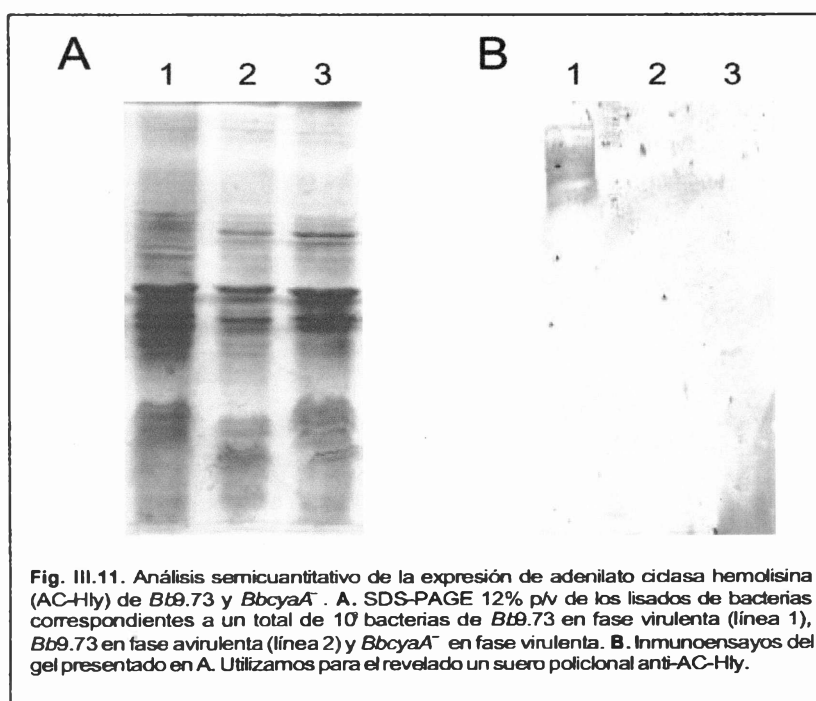 A B
1 2 3 1 2 3
Fig. III.11. Análisis semicuantitativo de la expresión de adenilato ciclasa hemolisina
(AC-Hly) de Bb9.73 y BbcyaA⁻ . A. SDS-PAGE 12% p/v de los lisados de bacterias
correspondientes a un total de bacterias de Bb9.73 en fase virulenta (línea 1),
Bb9.73 en fase avirulenta (línea 2) y BbcyaA⁻ en fase virulenta. B. Inmunoensayos del
gel presentado en A. Utilizamos para el revelado un suero policlonal anti-AC-Hly.